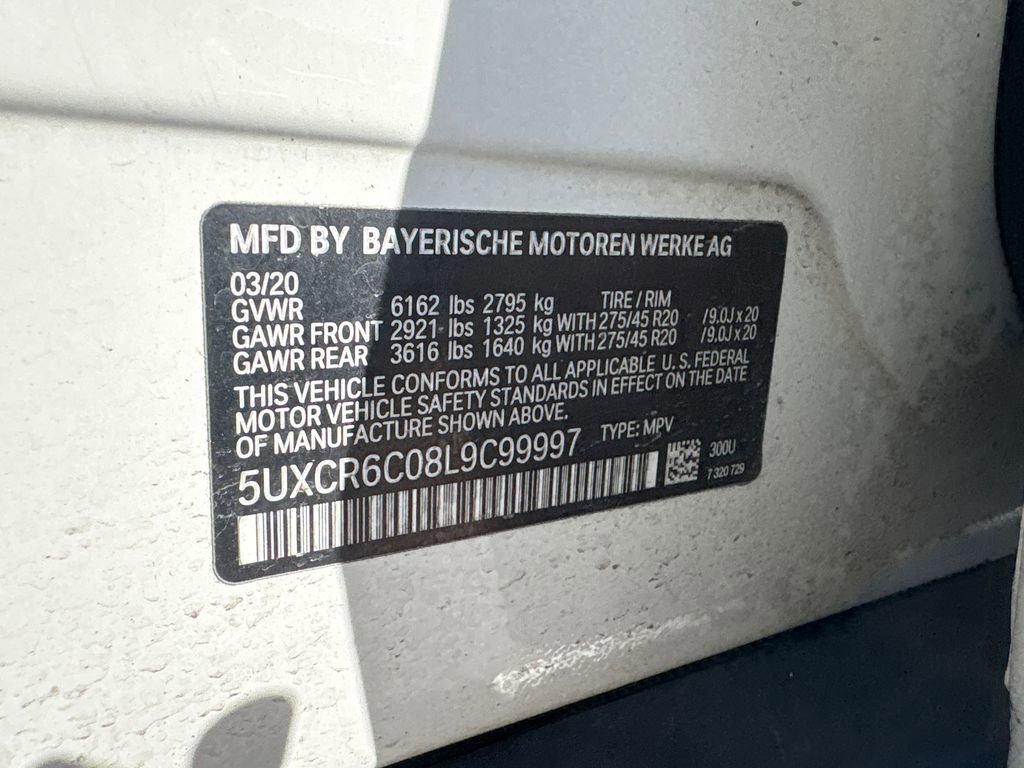 MFD BY BAYERISCHE MOTOREN WERKE AG
03/20 TIRE / RIM
GVWR 6162 lbs 2795 kg
GAWR FRONT 2921 lbs 1325 kg WITH 275/45 R20 /9.0J x 20
GAWR REAR 3616 lbs 1640 kg WITH 275/45 R20 /9.0J x 20
THIS VEHICLE CONFORMS TO ALL APPLICABLE U. S. FEDERAL
MOTOR VEHICLE SAFETY STANDARDS IN EFFECT ON THE DATE
OF MANUFACTURE SHOWN ABOVE.
5UXCR6C08L9C99997 TYPE: MPV
300U
7 320 729